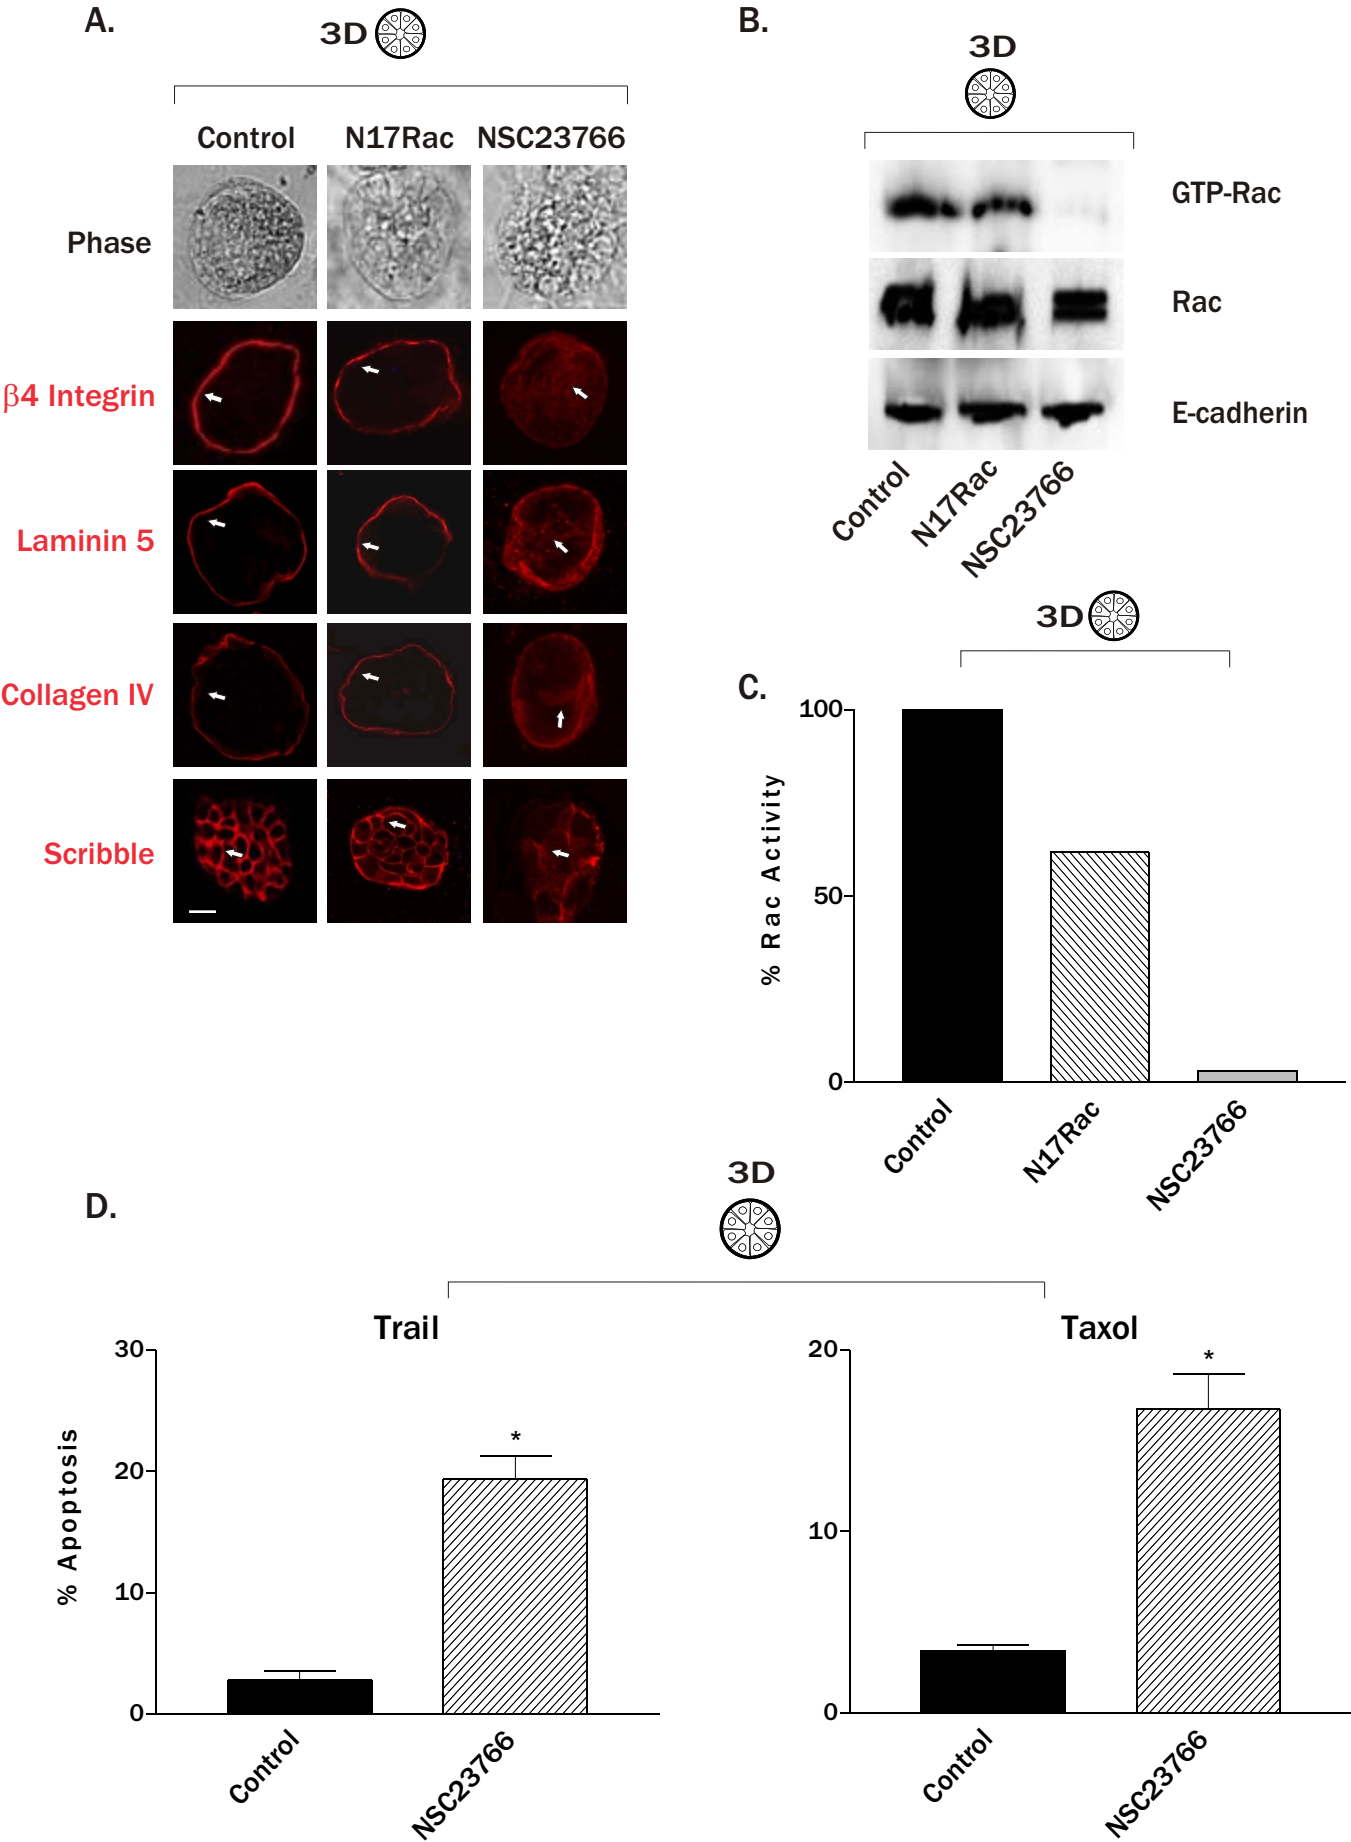 A.
3D
Control N17Rac NSC23766
Phase
β4 Integrin
Laminin 5
Collagen IV
Scribble
B.
3D
GTP-Rac
Rac
E-cadherin
Control N17Rac NSC23766
C.
3D
% Rac Activity
100
50
0
Control N17Rac NSC23766
D.
3D
Trail
% Apoptosis
30
20
10
0
*
Control NSC23766
Taxol
20
10
0
*
Control NSC23766